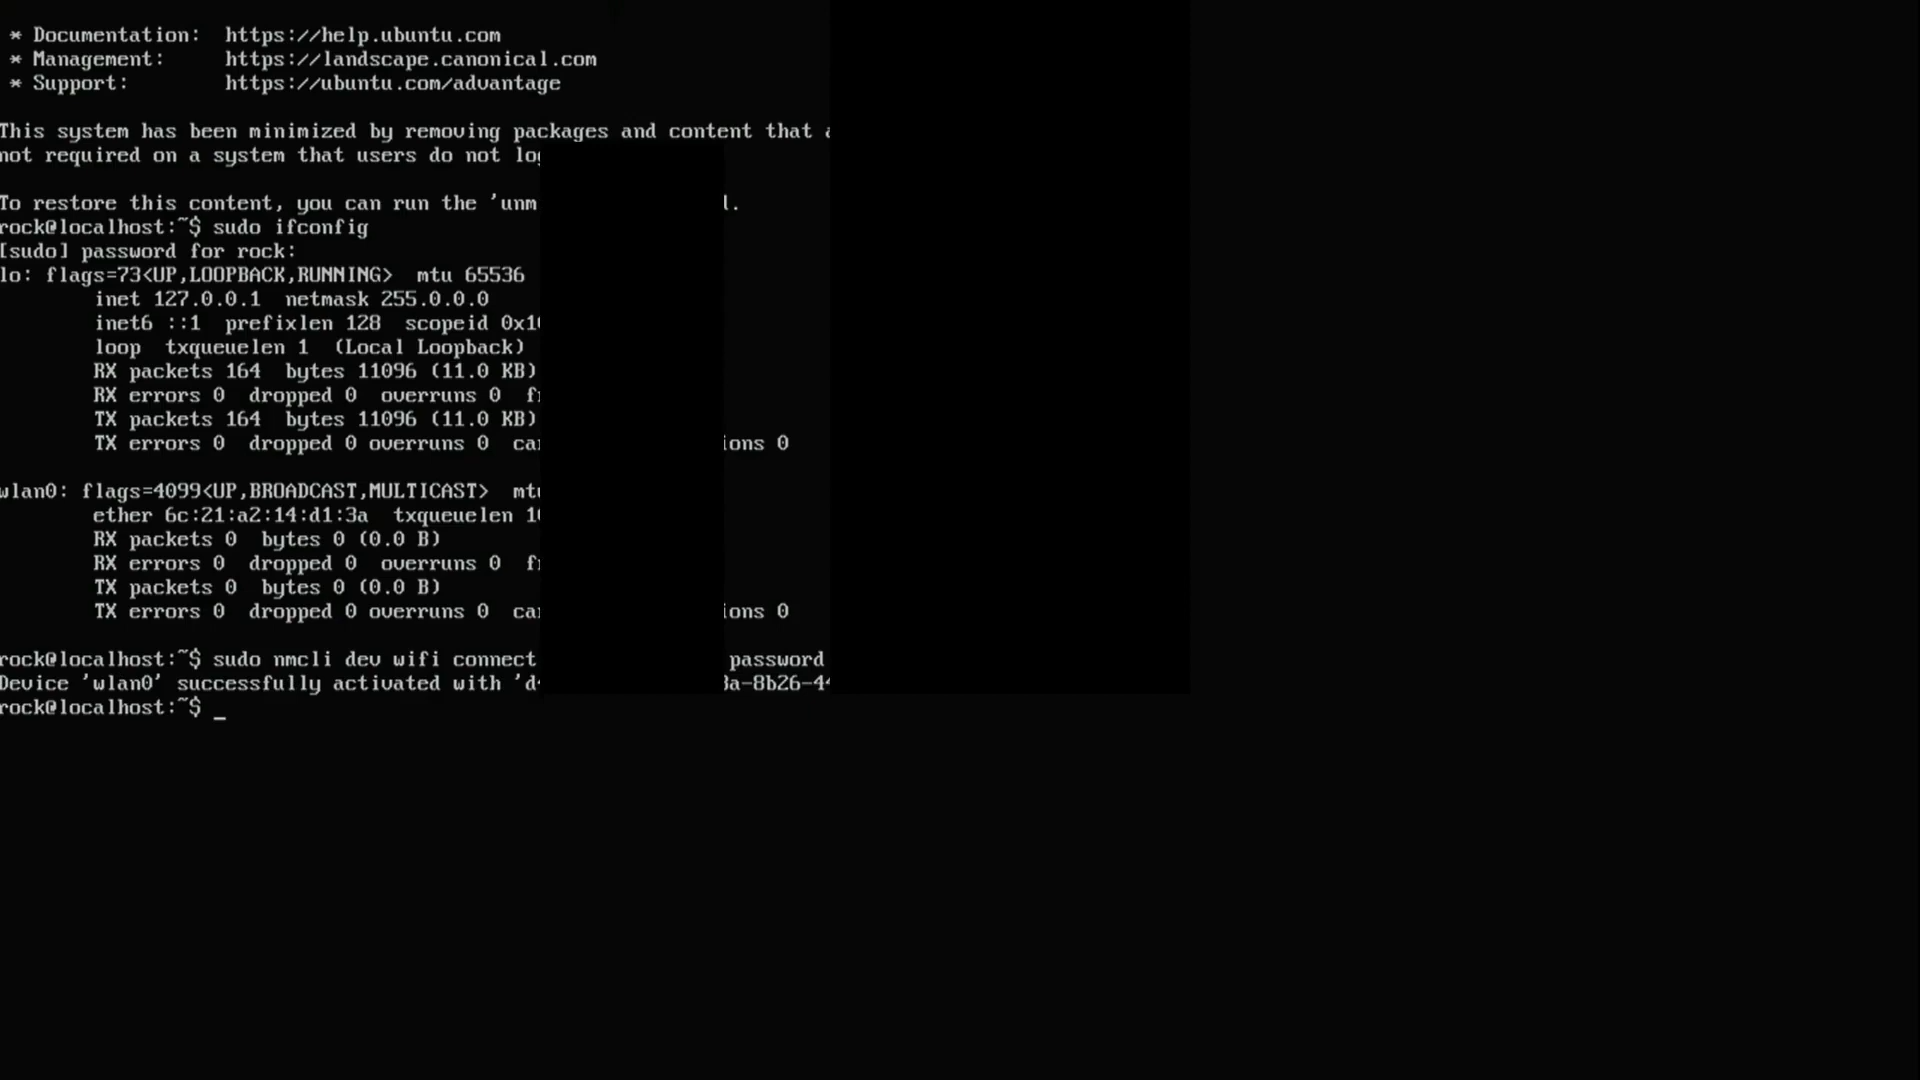 * Documentation: https://help.ubuntu.com
* Management: https://landscape.canonical.com
* Support: https://ubuntu.com/advantage
This system has been minimized by removing packages and content that
not required on a system that users do not
To restore this content, you can run the 'unm
rock@localhost:~$ sudo ifconfig
[sudo] password for rock:
lo: flags=73<UP,LOOPBACK,RUNNING> mtu 65536
inet 127.0.0.1 netmask 255.0.0.0
inet6 ::1 prefixlen 128 scopeid
loop txqueuelen 1 (Local Loopback)
RX packets 164 bytes 11096 (11.0 KB)
RX errors 0 dropped 0 overruns 0
TX packets 164 bytes 11096 (11.0 KB)
TX errors 0 dropped 0 overruns 0 ions 0
wlan0: flags=4099<UP,BROADCAST,MULTICAST>
ether 6c:21:a2:14:d1:3a txqueuelen
RX packets 0 bytes 0 (0.0 B)
RX errors 0 dropped 0 overruns 0
TX packets 0 bytes 0 (0.0 B)
TX errors 0 dropped 0 overruns 0 ions 0
rock@localhost:~$ sudo nmcli dev wifi connect password
Device 'wlan0' successfully activated with
rock@localhost:~$ _